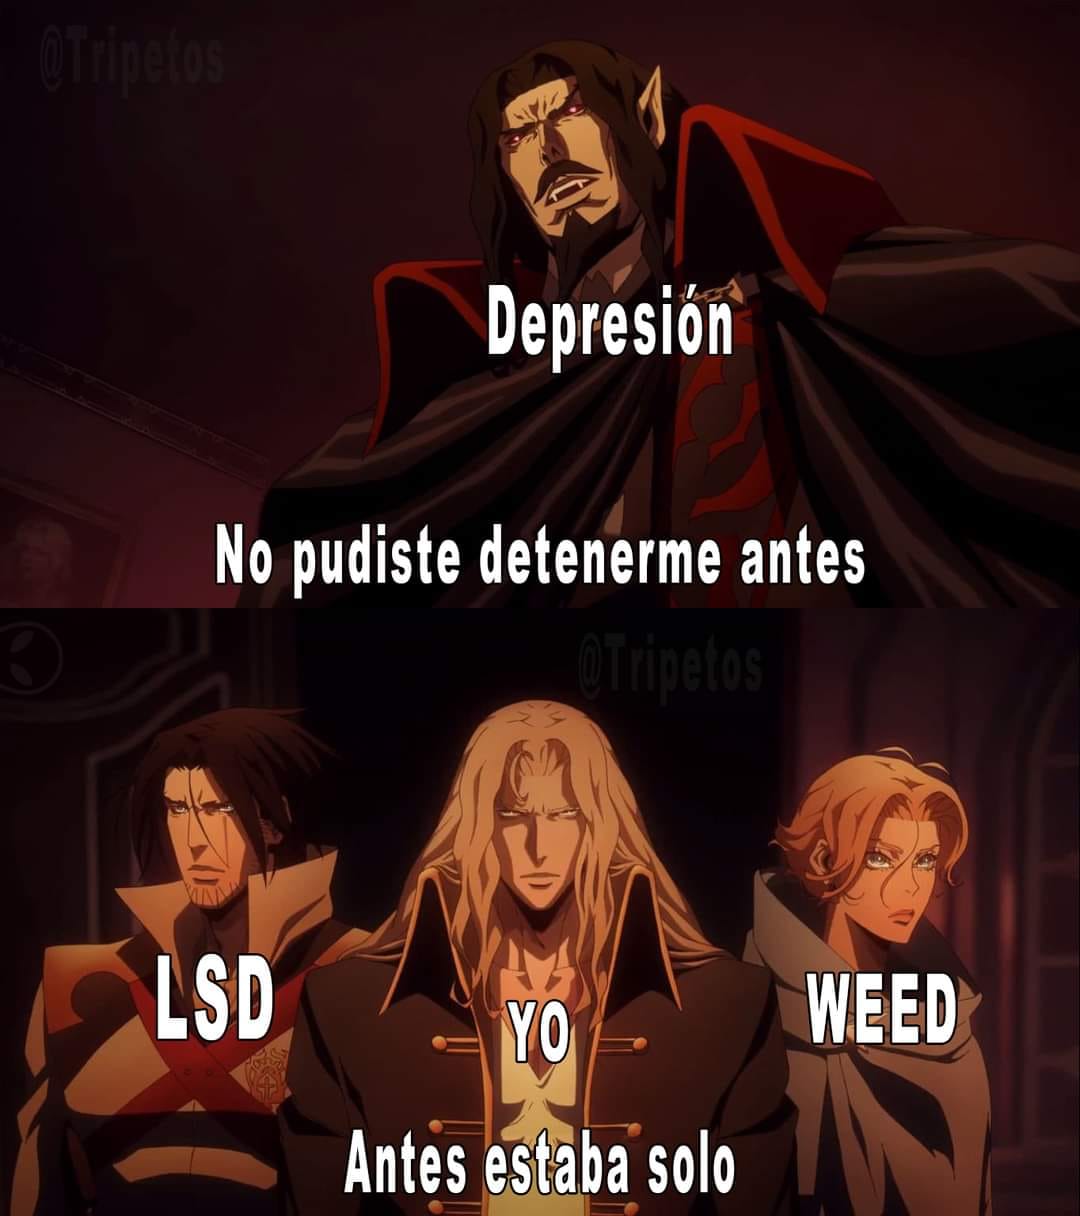 @Tripetos
Depresión
No pudiste detenerme antes
@Tripetos
LSD
YO
WEED
Antes estaba solo